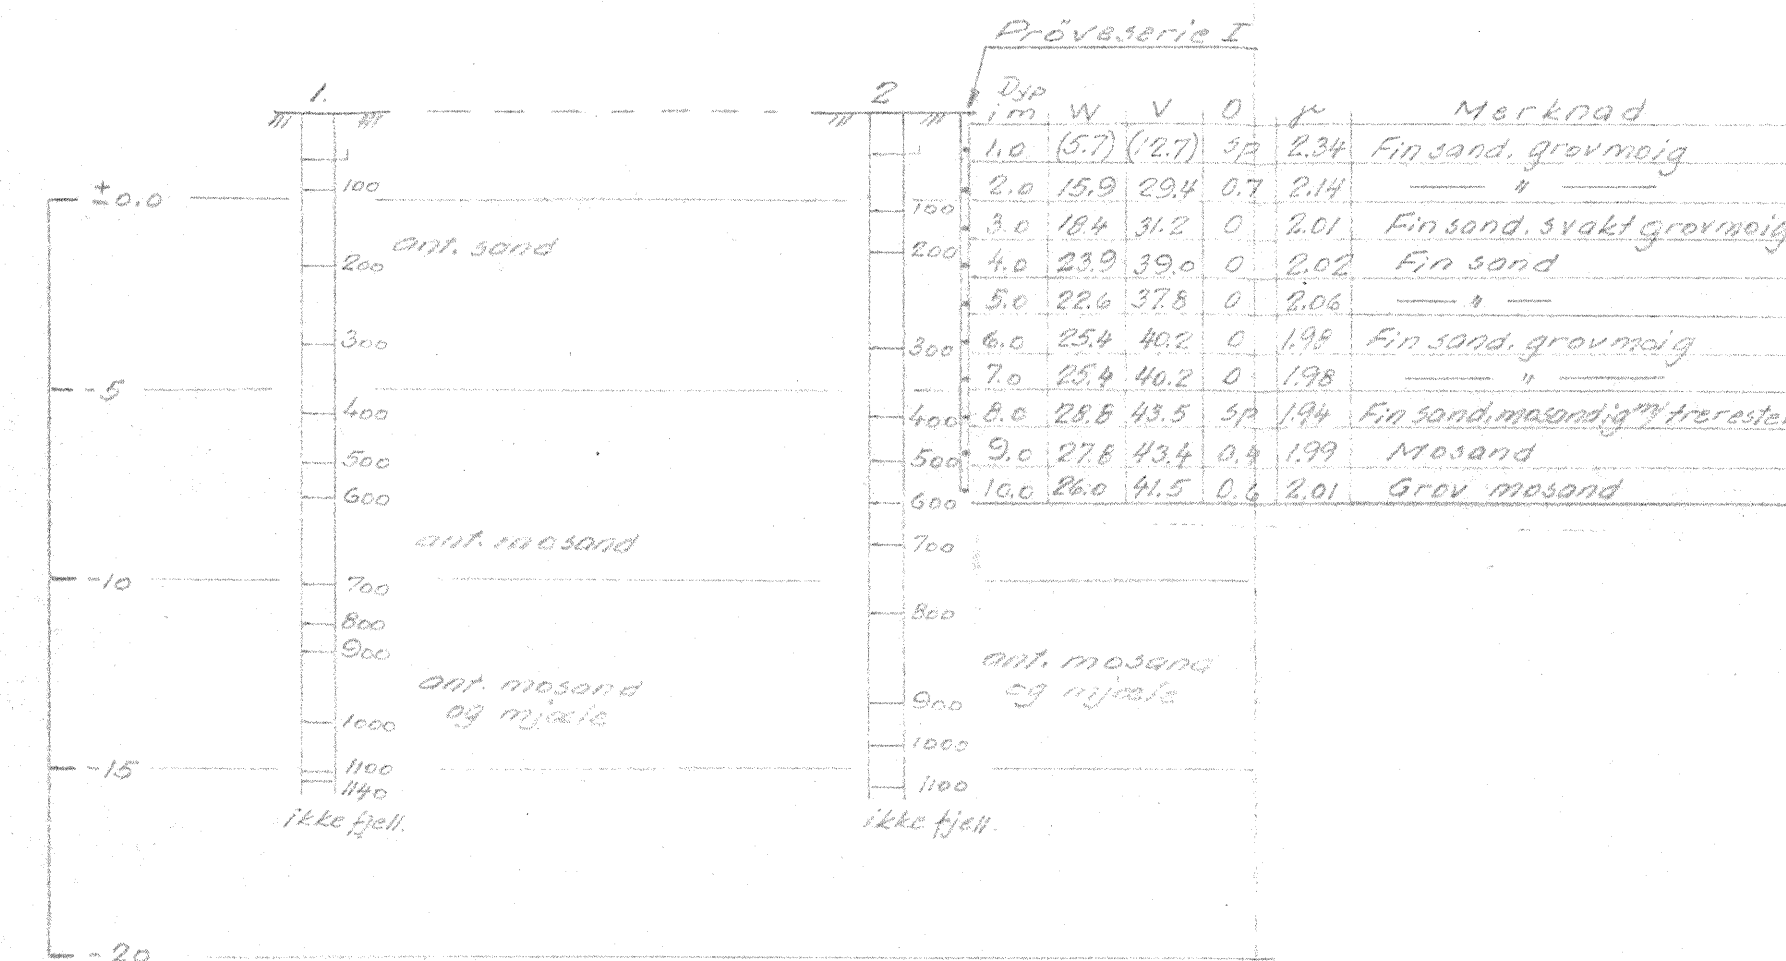 Pröveserie I
1.
2
Dyp i m W V O γ Merknad
1.0 (5.7) (12.7) sp 2.34 Fin sand. grovmoig
2.0 15.9 29.4 0.7 2.14 — " —
3.0 18.4 31.2 0 2.01 Fin sand. svakt grovmoig
4.0 23.9 39.0 0 2.02 Fin sand
5.0 22.6 37.8 0 2.06 — " —
6.0 25.4 40.2 0 1.98 Fin sand. grovmoig
7.0 25.4 40.2 0 1.98 — " —
8.0 28.8 43.5 sp 1.94 Fin sand. mosandig m/ trerester
9.0 27.8 43.4 0.4 1.99 Mosand
10.0 26.0 41.5 0.6 2.01 Grov mosand
±0.0
-5
-10
-15
-20
100
200
300
400
500
600
700
800
900
1000
1100
1140
ikke fjell.
ant. sand
ant. mosand
ant. mosand
og mjæle
100
200
300
400
500
600
700
800
900
1000
1100
ikke fjell.
ant. mosand
og mjæle